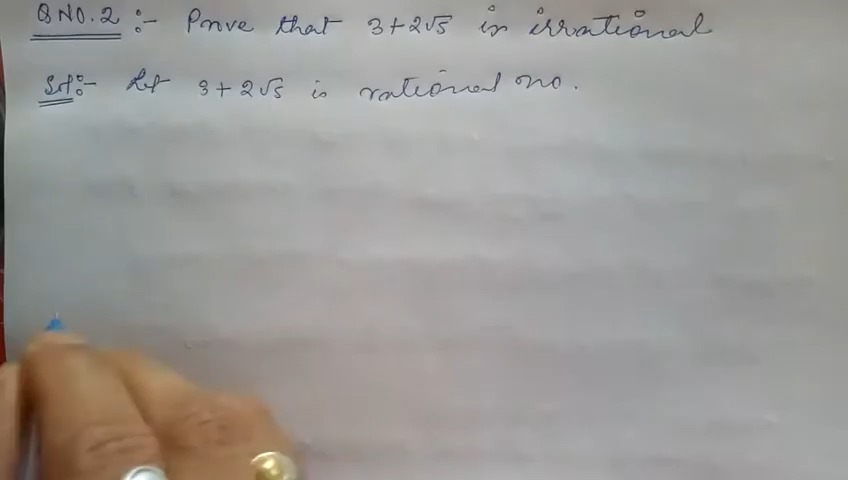 Q NO. 2 :- Prove that 3+2√5 is irrational
Sol:- Let 3+2√5 is rational no.